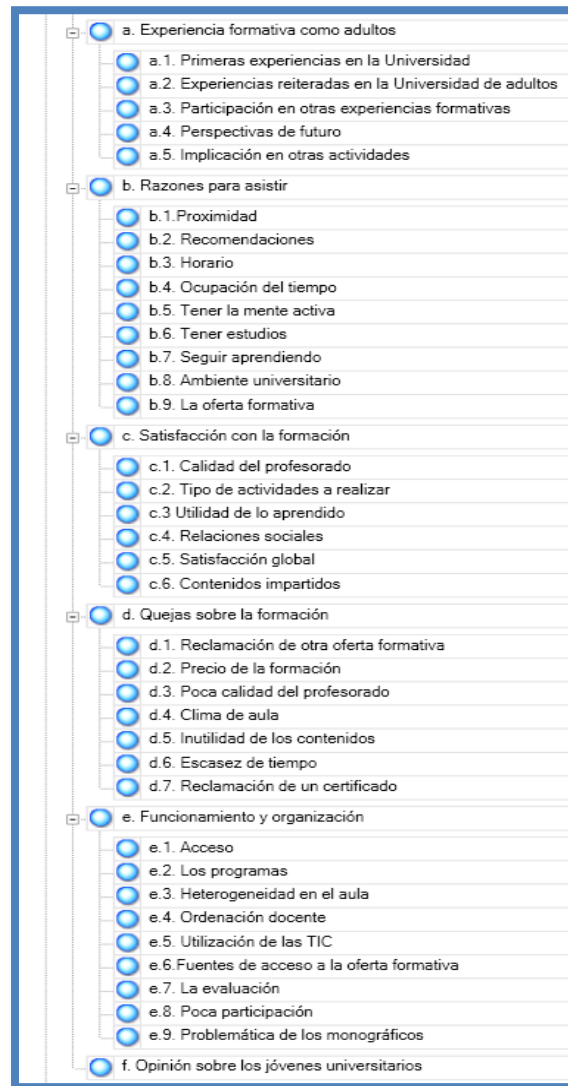 a. Experiencia formativa como adultos
a.1. Primeras experiencias en la Universidad
a.2. Experiencias reiteradas en la Universidad de adultos
a.3. Participación en otras experiencias formativas
a.4. Perspectivas de futuro
a.5. Implicación en otras actividades
b. Razones para asistir
b.1.Proximidad
b.2. Recomendaciones
b.3. Horario
b.4. Ocupación del tiempo
b.5. Tener la mente activa
b.6. Tener estudios
b.7. Seguir aprendiendo
b.8. Ambiente universitario
b.9. La oferta formativa
c. Satisfacción con la formación
c.1. Calidad del profesorado
c.2. Tipo de actividades a realizar
c.3 Utilidad de lo aprendido
c.4. Relaciones sociales
c.5. Satisfacción global
c.6. Contenidos impartidos
d. Quejas sobre la formación
d.1. Reclamación de otra oferta formativa
d.2. Precio de la formación
d.3. Poca calidad del profesorado
d.4. Clima de aula
d.5. Inutilidad de los contenidos
d.6. Escasez de tiempo
d.7. Reclamación de un certificado
e. Funcionamiento y organización
e.1. Acceso
e.2. Los programas
e.3. Heterogeneidad en el aula
e.4. Ordenación docente
e.5. Utilización de las TIC
e.6.Fuentes de acceso a la oferta formativa
e.7. La evaluación
e.8. Poca participación
e.9. Problemática de los monográficos
f. Opinión sobre los jóvenes universitarios